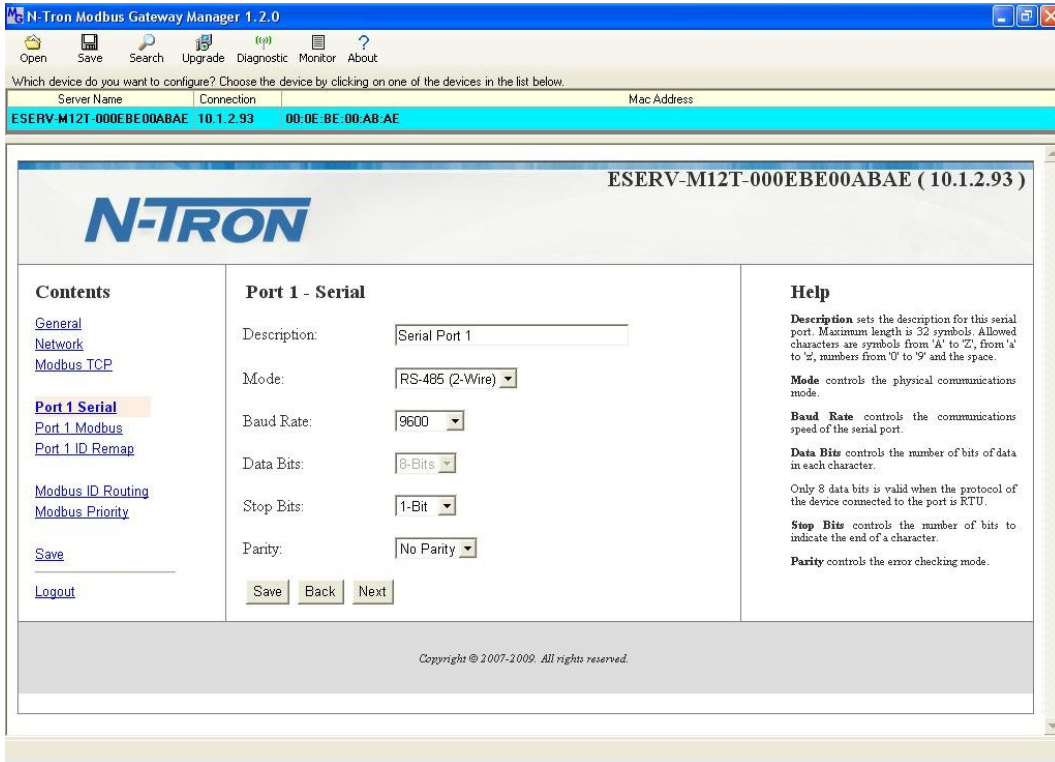 N-Tron Modbus Gateway Manager 1.2.0
Open Save Search Upgrade Diagnostic Monitor About
Which device do you want to configure? Choose the device by clicking on one of the devices in the list below.
Server Name Connection Mac Address
ESERV-M12T-000EBE00ABAE 10.1.2.93 00:0E:BE:00:AB:AE
ESERV-M12T-000EBE00ABAE ( 10.1.2.93 )
N-TRON
Contents
General
Network
Modbus TCP
Port 1 Serial
Port 1 Modbus
Port 1 ID Remap
Modbus ID Routing
Modbus Priority
Save
Logout
Port 1 - Serial
Description: Serial Port 1
Mode: RS-485 (2-Wire)
Baud Rate: 9600
Data Bits: 8-Bits
Stop Bits: 1-Bit
Parity: No Parity
Save Back Next
Help
Description sets the description for this serial
port. Maximum length is 32 symbols. Allowed
characters are symbols from 'A' to 'Z', from 'a'
to 'z', numbers from '0' to '9' and the space.
Mode controls the physical communications
mode.
Baud Rate controls the communications
speed of the serial port.
Data Bits controls the number of bits of data
in each character.
Only 8 data bits is valid when the protocol of
the device connected to the port is RTU.
Stop Bits controls the number of bits to
indicate the end of a character.
Parity controls the error checking mode.
Copyright © 2007-2009. All rights reserved.